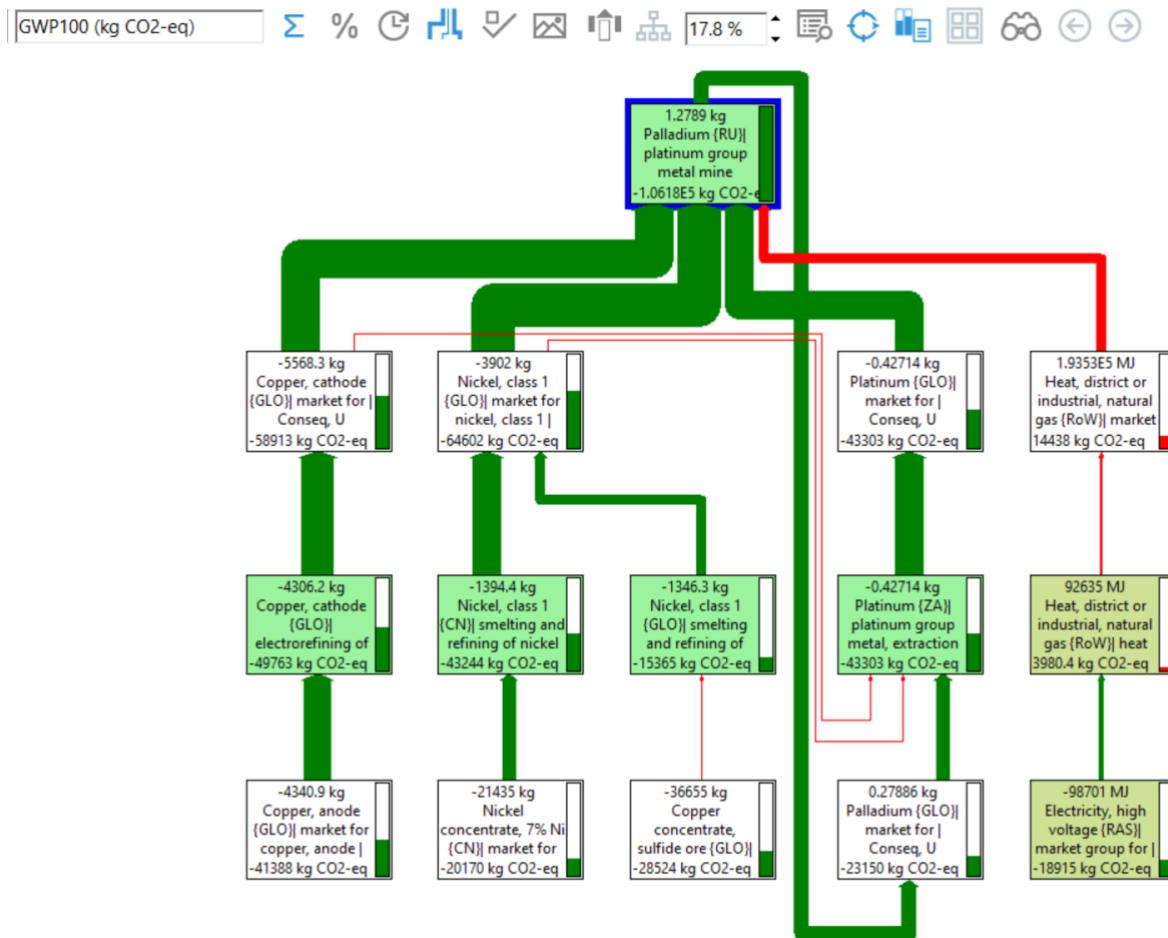 GWP100 (kg CO2-eq)
Σ
%
17.8 %
1.2789 kg
Palladium {RU}|
platinum group
metal mine
-1.0618E5 kg CO2-e
-5568.3 kg
Copper, cathode
{GLO}| market for |
Conseq, U
-58913 kg CO2-eq
-3902 kg
Nickel, class 1
{GLO}| market for
nickel, class 1 |
-64602 kg CO2-eq
-0.42714 kg
Platinum {GLO}|
market for |
Conseq, U
-43303 kg CO2-eq
1.9353E5 MJ
Heat, district or
industrial, natural
gas {RoW}| market
14438 kg CO2-eq
-4306.2 kg
Copper, cathode
{GLO}|
electrorefining of
-49763 kg CO2-eq
-1394.4 kg
Nickel, class 1
{CN}| smelting and
refining of nickel
-43244 kg CO2-eq
-1346.3 kg
Nickel, class 1
{GLO}| smelting
and refining of
-15365 kg CO2-eq
-0.42714 kg
Platinum {ZA}|
platinum group
metal, extraction
-43303 kg CO2-eq
92635 MJ
Heat, district or
industrial, natural
gas {RoW}| heat
3980.4 kg CO2-eq
-4340.9 kg
Copper, anode
{GLO}| market for
copper, anode |
-41388 kg CO2-eq
-21435 kg
Nickel
concentrate, 7% Ni
{CN}| market for
-20170 kg CO2-eq
-36655 kg
Copper
concentrate,
sulfide ore {GLO}|
-28524 kg CO2-eq
0.27886 kg
Palladium {GLO}|
market for |
Conseq, U
-23150 kg CO2-eq
-98701 MJ
Electricity, high
voltage {RAS}|
market group for |
-18915 kg CO2-eq